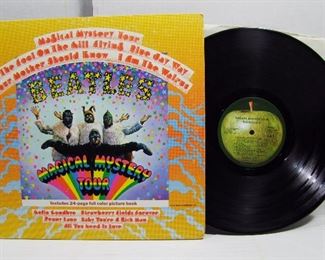 Magical Mystery Tour
The Fool On The Hill Flying Blue Jay Way
Your Mother Should Know I Am The Walrus
BEATLES
MAGICAL MYSTERY
TOUR
Includes 24-page full color picture book
Hello Goodbye Strawberry Fields Forever
Penny Lane Baby You're A Rich Man
All You Need Is Love